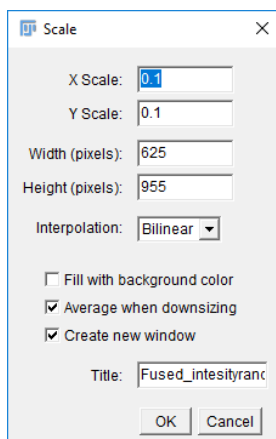 Scale
X Scale: 0.1
Y Scale: 0.1
Width (pixels): 625
Height (pixels): 955
Interpolation: Bilinear
Fill with background color
Average when downsizing
Create new window
Title: Fused_intesityranc
OK Cancel